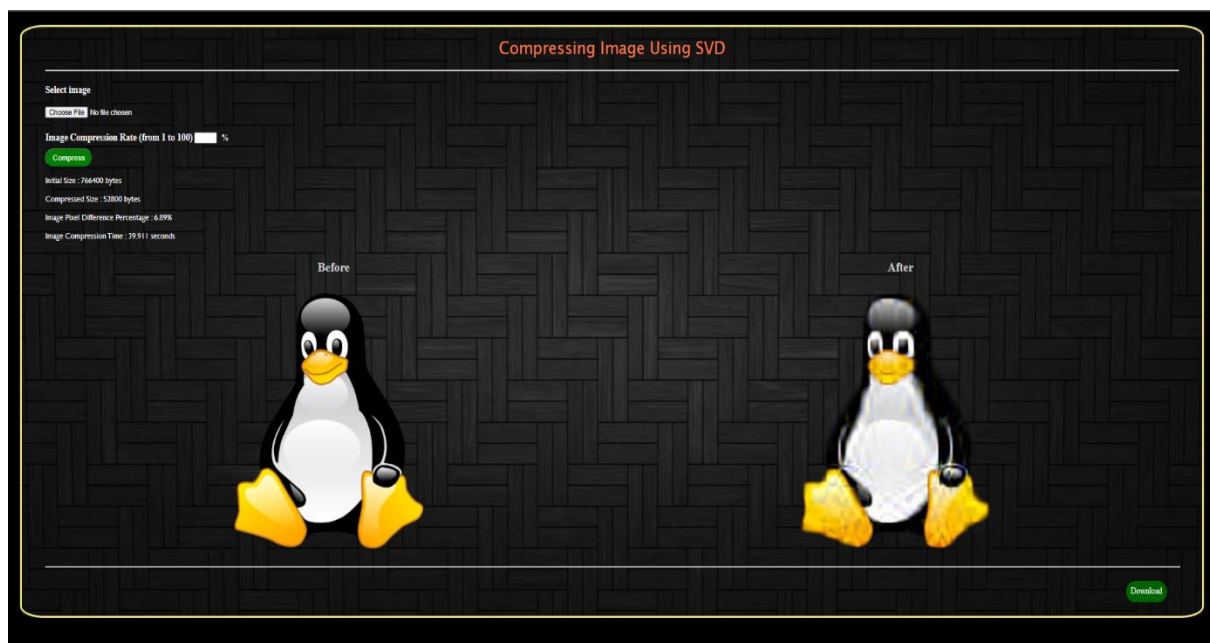 Compressing Image Using SVD
Select image
Choose File No file chosen
Image Compression Rate (from 1 to 100) %
Compress
Initial Size : 766400 bytes
Compressed Size : 52800 bytes
Image Pixel Difference Percentage : 6.89%
Image Compression Time : 39.911 seconds
Before After
Download